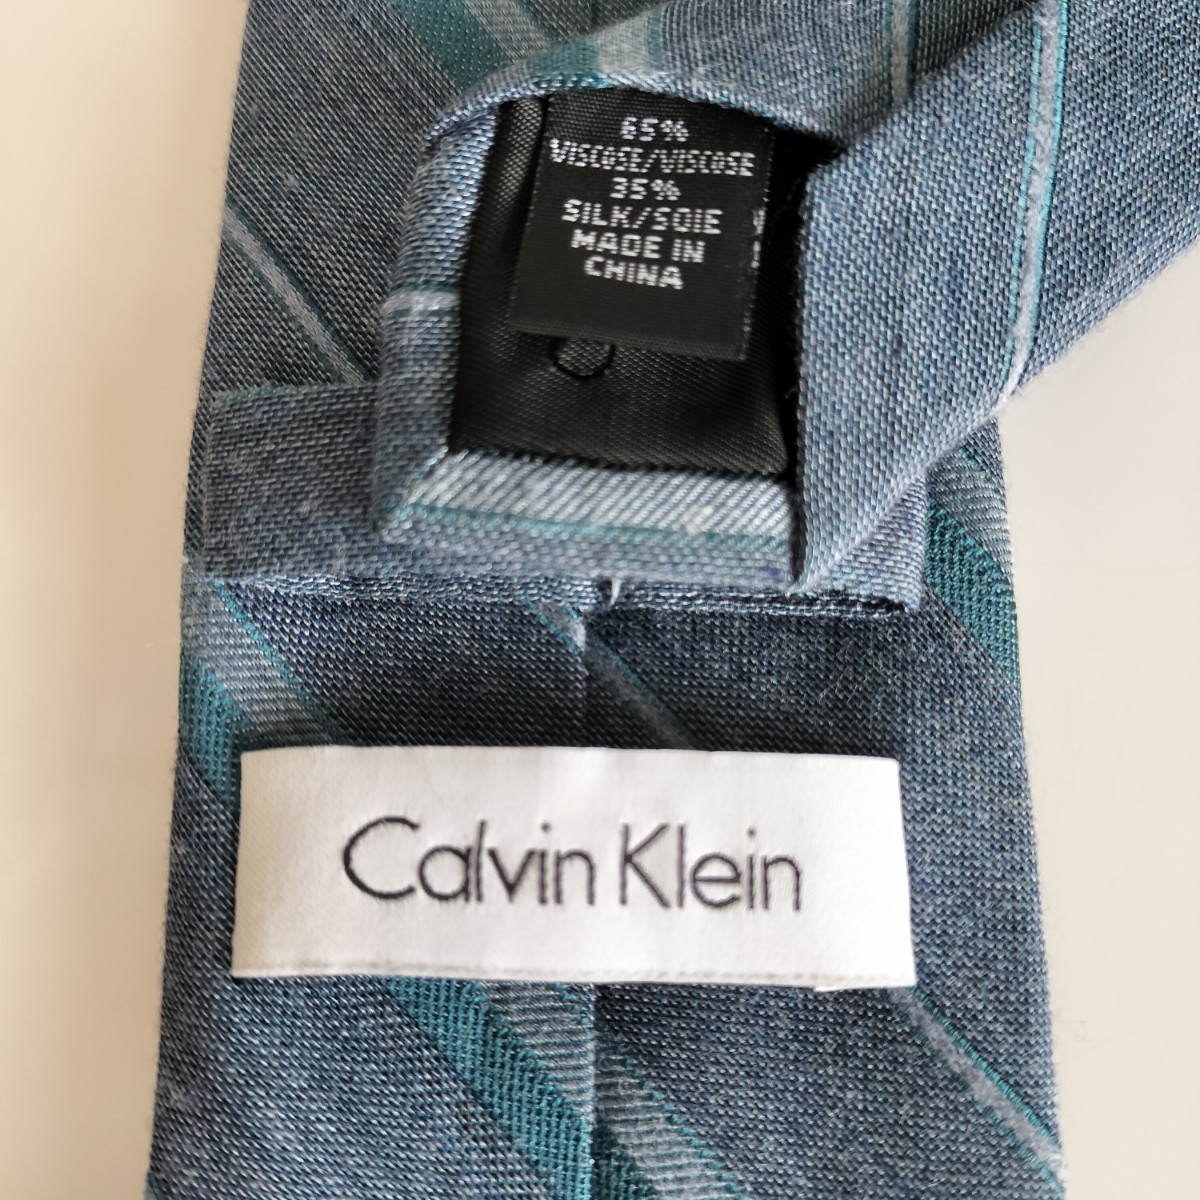 65%
VISCOSE/VISCOSE
35%
SILK/SOIE
MADE IN
CHINA
Calvin Klein